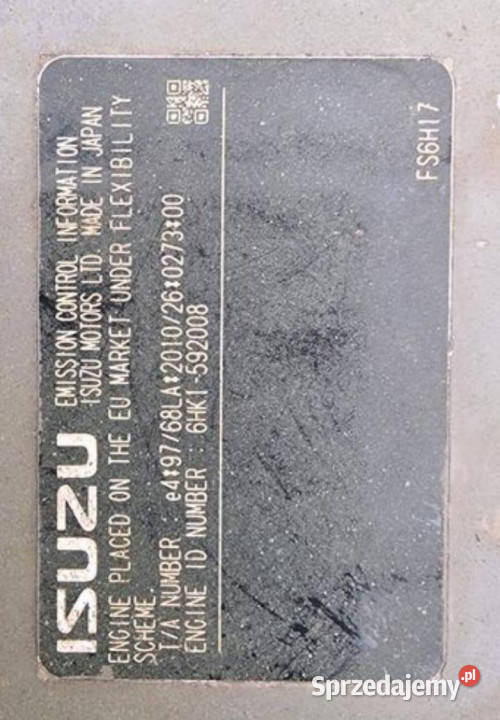 ISUZU
EMISSION CONTROL INFORMATION
ISUZU MOTORS LTD. MADE IN JAPAN
ENGINE PLACED ON THE EU MARKET UNDER FLEXIBILITY
SCHEME.
T/A NUMBER : e4*97/68LA*2010/26*0273*00
ENGINE ID NUMBER : 6HK1-592008
FS6H17
Sprzedajemy.pl